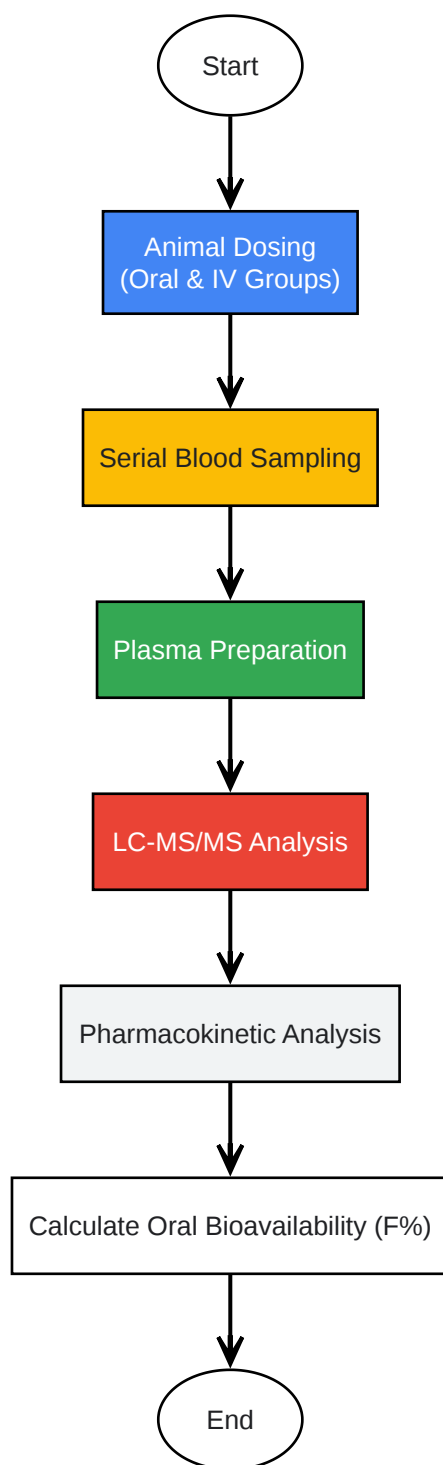 Start
Animal Dosing
(Oral & IV Groups)
Serial Blood Sampling
Plasma Preparation
LC-MS/MS Analysis
Pharmacokinetic Analysis
Calculate Oral Bioavailability (F%)
End